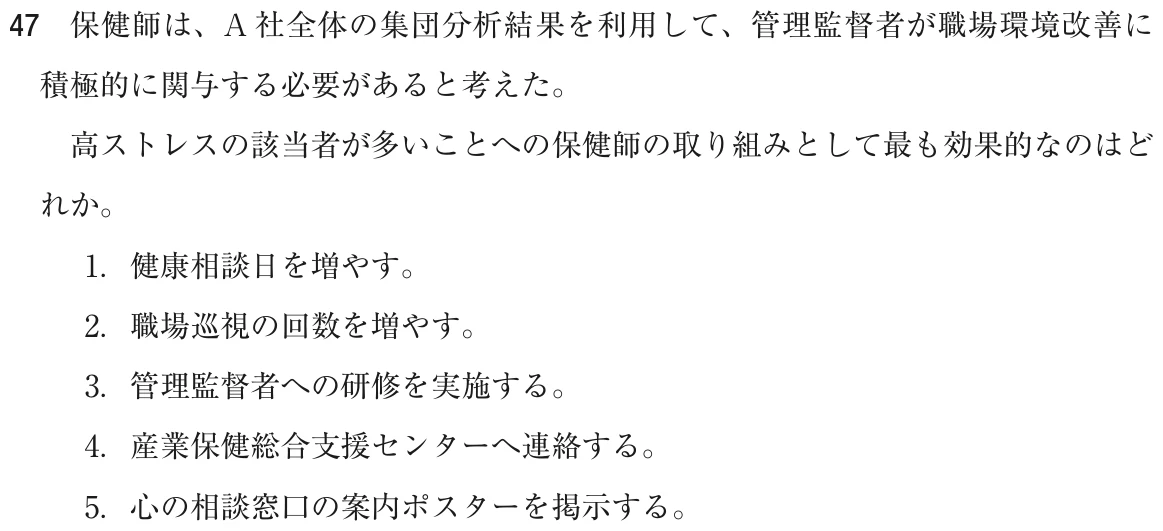 47 保健師は、A 社全体の集団分析結果を利用して、管理監督者が職場環境改善に
積極的に関与する必要があると考えた。
高ストレスの該当者が多いことへの保健師の取り組みとして最も効果的なのはど
れか。
1. 健康相談日を増やす。
2. 職場巡視の回数を増やす。
3. 管理監督者への研修を実施する。
4. 産業保健総合支援センターへ連絡する。
5. 心の相談窓口の案内ポスターを掲示する。